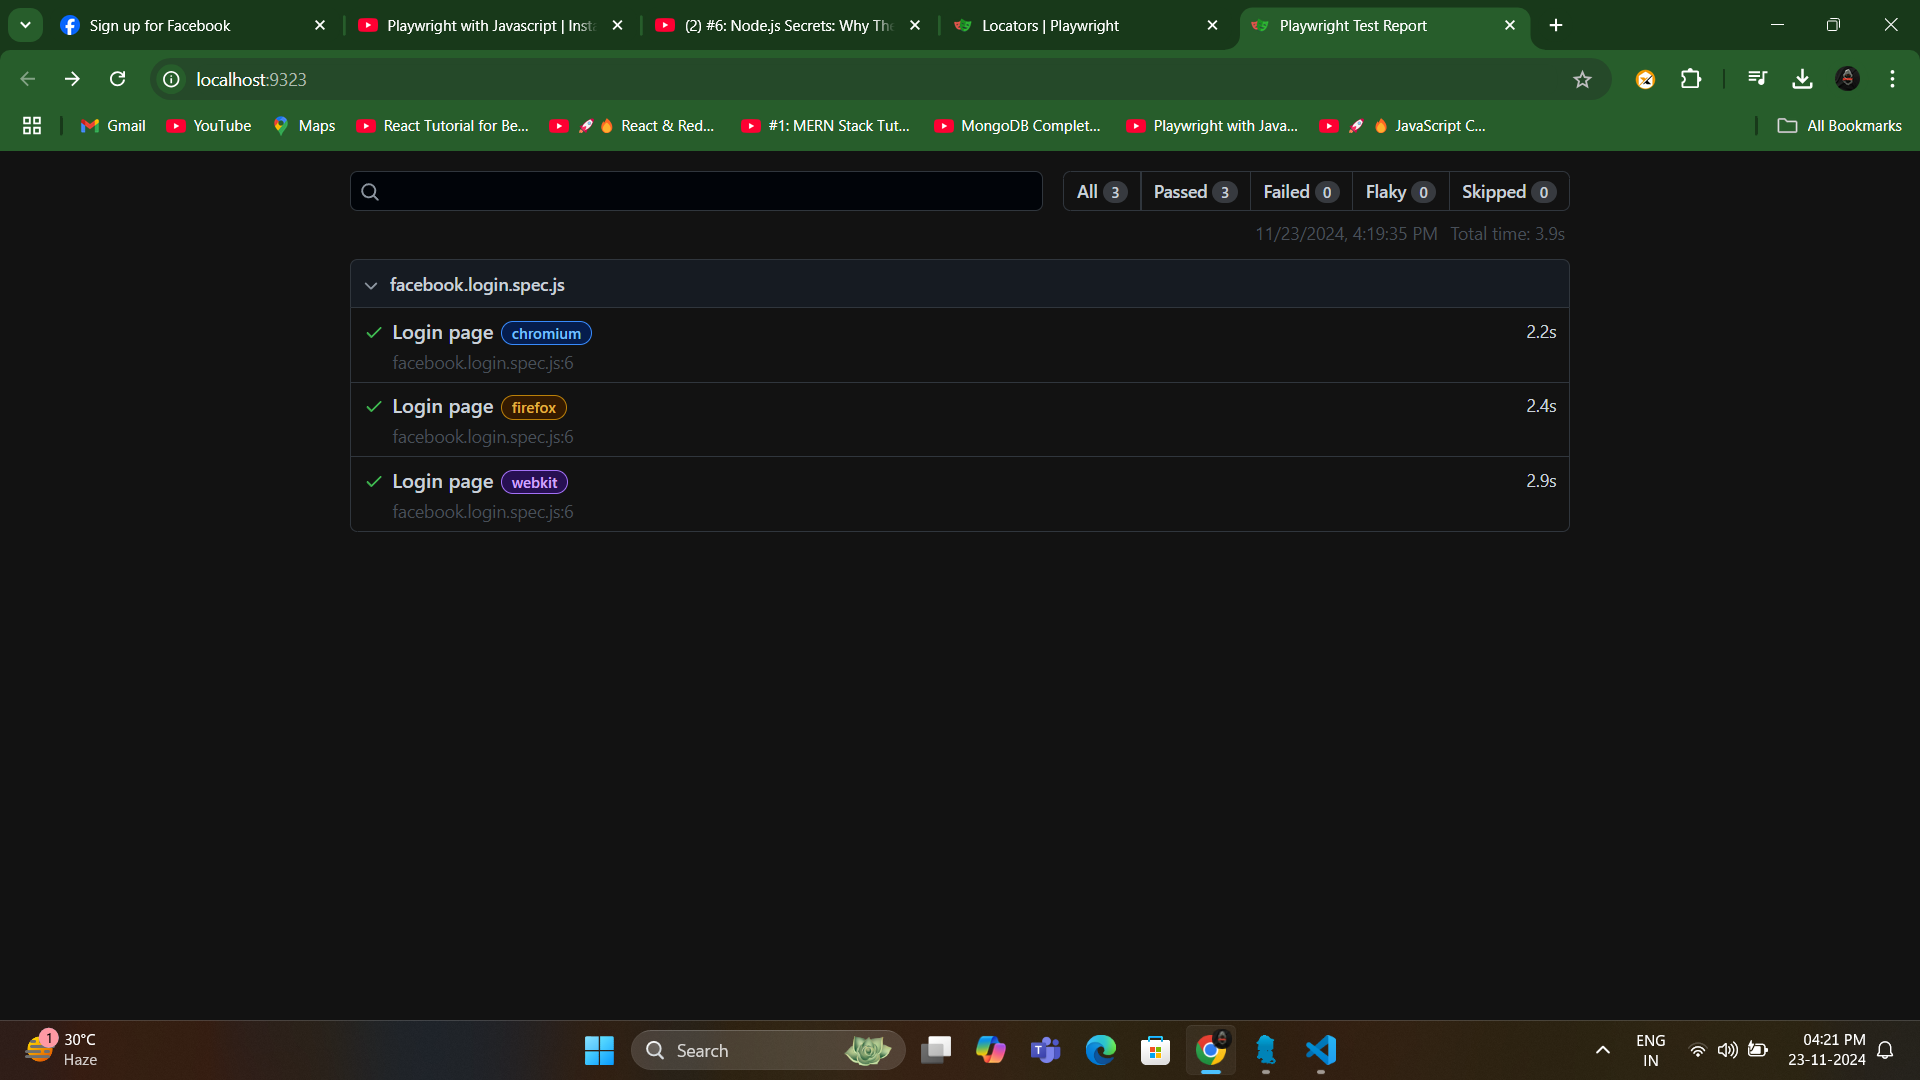 Sign up for Facebook
Playwright with Javascript | Insta
(2) #6: Node.js Secrets: Why The
Locators | Playwright
Playwright Test Report
localhost:9323
Gmail
YouTube
Maps
React Tutorial for Be...
🚀🔥 React & Red...
#1: MERN Stack Tut...
MongoDB Complet...
Playwright with Java...
🚀🔥 JavaScript C...
All Bookmarks
All 3
Passed 3
Failed 0
Flaky 0
Skipped 0
11/23/2024, 4:19:35 PM Total time: 3.9s
facebook.login.spec.js
Login page chromium 2.2s
facebook.login.spec.js:6
Login page firefox 2.4s
facebook.login.spec.js:6
Login page webkit 2.9s
facebook.login.spec.js:6
1
30°C
Haze
Search
ENG
IN
04:21 PM
23-11-2024